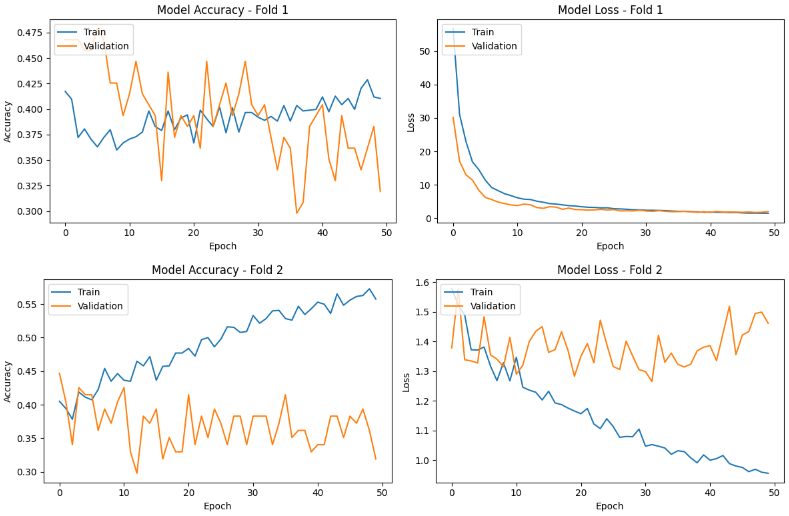 Model Accuracy - Fold 1
Accuracy
0.475
0.450
0.425
0.400
0.375
0.350
0.325
0.300
Train
Validation
0 10 20 30 40 50
Epoch
Model Loss - Fold 1
Loss
50
40
30
20
10
0
Train
Validation
0 10 20 30 40 50
Epoch
Model Accuracy - Fold 2
Accuracy
0.55
0.50
0.45
0.40
0.35
0.30
Train
Validation
0 10 20 30 40 50
Epoch
Model Loss - Fold 2
Loss
1.6
1.5
1.4
1.3
1.2
1.1
1.0
Train
Validation
0 10 20 30 40 50
Epoch